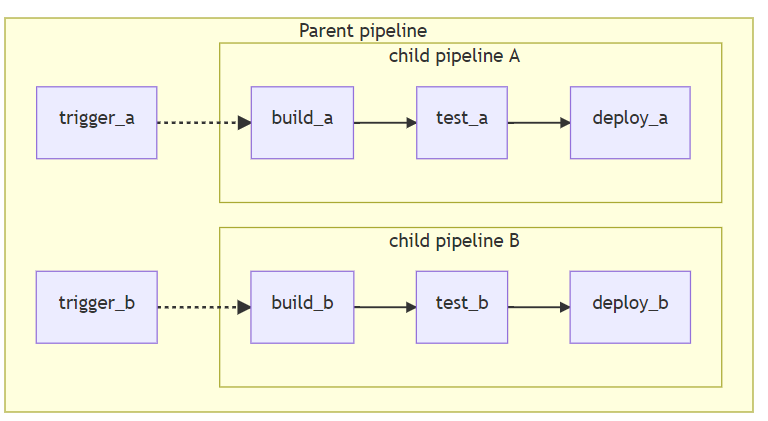 Parent pipeline
child pipeline A
trigger_a
build_a
test_a
deploy_a
child pipeline B
trigger_b
build_b
test_b
deploy_b